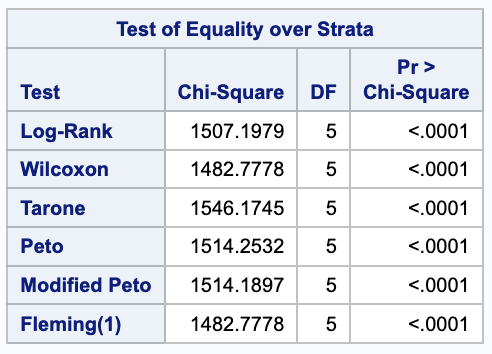 Test of Equality over Strata
Test Chi-Square DF Pr > Chi-Square
Log-Rank 1507.1979 5 <.0001
Wilcoxon 1482.7778 5 <.0001
Tarone 1546.1745 5 <.0001
Peto 1514.2532 5 <.0001
Modified Peto 1514.1897 5 <.0001
Fleming(1) 1482.7778 5 <.0001